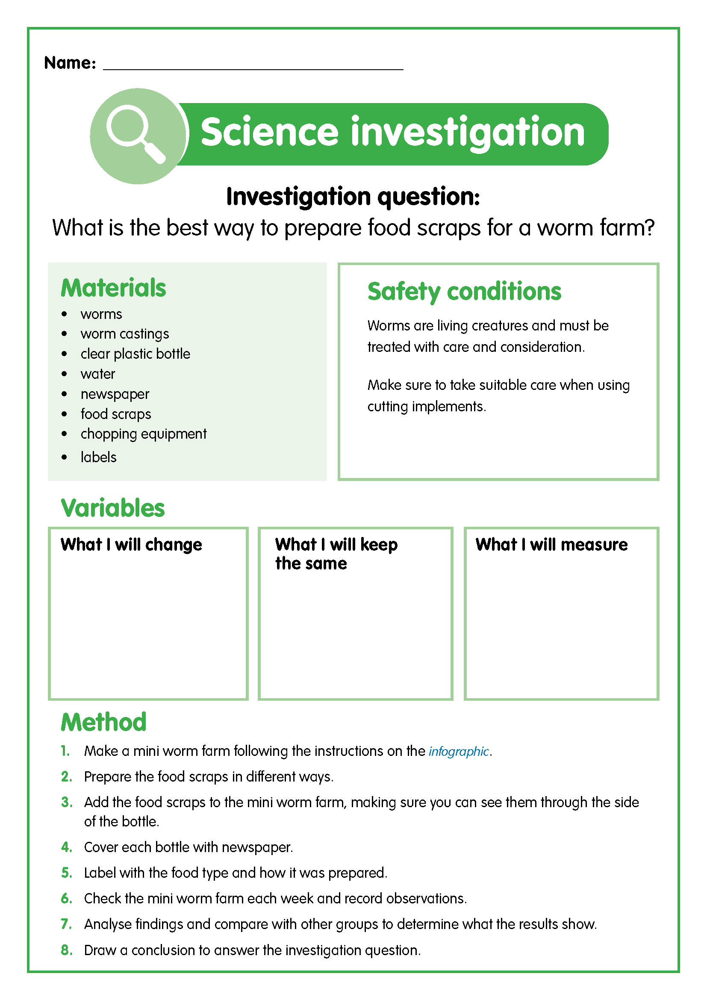 Name:
Science investigation
Investigation question:
What is the best way to prepare food scraps for a worm farm?
Materials
• worms
• worm castings
• clear plastic bottle
• water
• newspaper
• food scraps
• chopping equipment
• labels
Safety conditions
Worms are living creatures and must be
treated with care and consideration.
Make sure to take suitable care when using
cutting implements.
Variables
What I will change
What I will keep
the same
What I will measure
Method
1. Make a mini worm farm following the instructions on the infographic.
2. Prepare the food scraps in different ways.
3. Add the food scraps to the mini worm farm, making sure you can see them through the side
of the bottle.
4. Cover each bottle with newspaper.
5. Label with the food type and how it was prepared.
6. Check the mini worm farm each week and record observations.
7. Analyse findings and compare with other groups to determine what the results show.
8. Draw a conclusion to answer the investigation question.